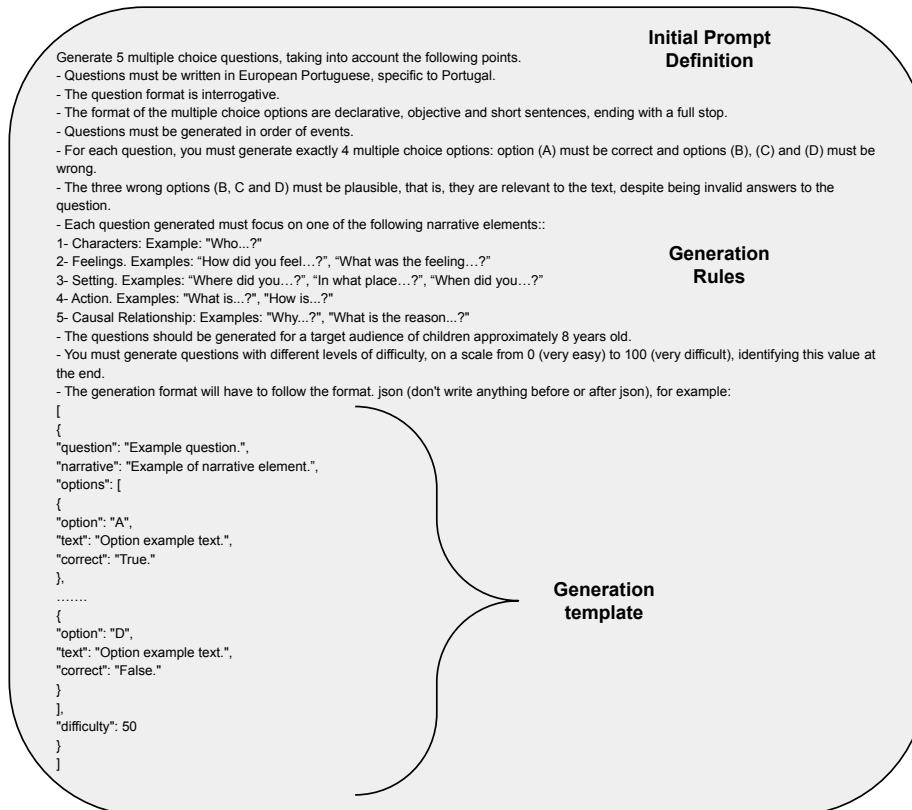 Initial Prompt
Definition
Generate 5 multiple choice questions, taking into account the following points.
- Questions must be written in European Portuguese, specific to Portugal.
- The question format is interrogative.
- The format of the multiple choice options are declarative, objective and short sentences, ending with a full stop.
- Questions must be generated in order of events.
- For each question, you must generate exactly 4 multiple choice options: option (A) must be correct and options (B), (C) and (D) must be
wrong.
- The three wrong options (B, C and D) must be plausible, that is, they are relevant to the text, despite being invalid answers to the
question.
- Each question generated must focus on one of the following narrative elements::
1- Characters: Example: "Who...?"
2- Feelings. Examples: “How did you feel…?”, “What was the feeling…?”
3- Setting. Examples: “Where did you…?”, “In what place…?”, “When did you…?”
4- Action. Examples: "What is...?", "How is...?"
5- Causal Relationship: Examples: "Why...?", "What is the reason...?"
Generation
Rules
- The questions should be generated for a target audience of children approximately 8 years old.
- You must generate questions with different levels of difficulty, on a scale from 0 (very easy) to 100 (very difficult), identifying this value at
the end.
- The generation format will have to follow the format. json (don't write anything before or after json), for example:
[
{
"question": "Example question.",
"narrative": "Example of narrative element.”,
"options": [
{
"option": "A",
"text": "Option example text.",
"correct": "True."
},
…….
{
"option": "D",
"text": "Option example text.",
"correct": "False."
}
],
"difficulty": 50
}
]
Generation
template